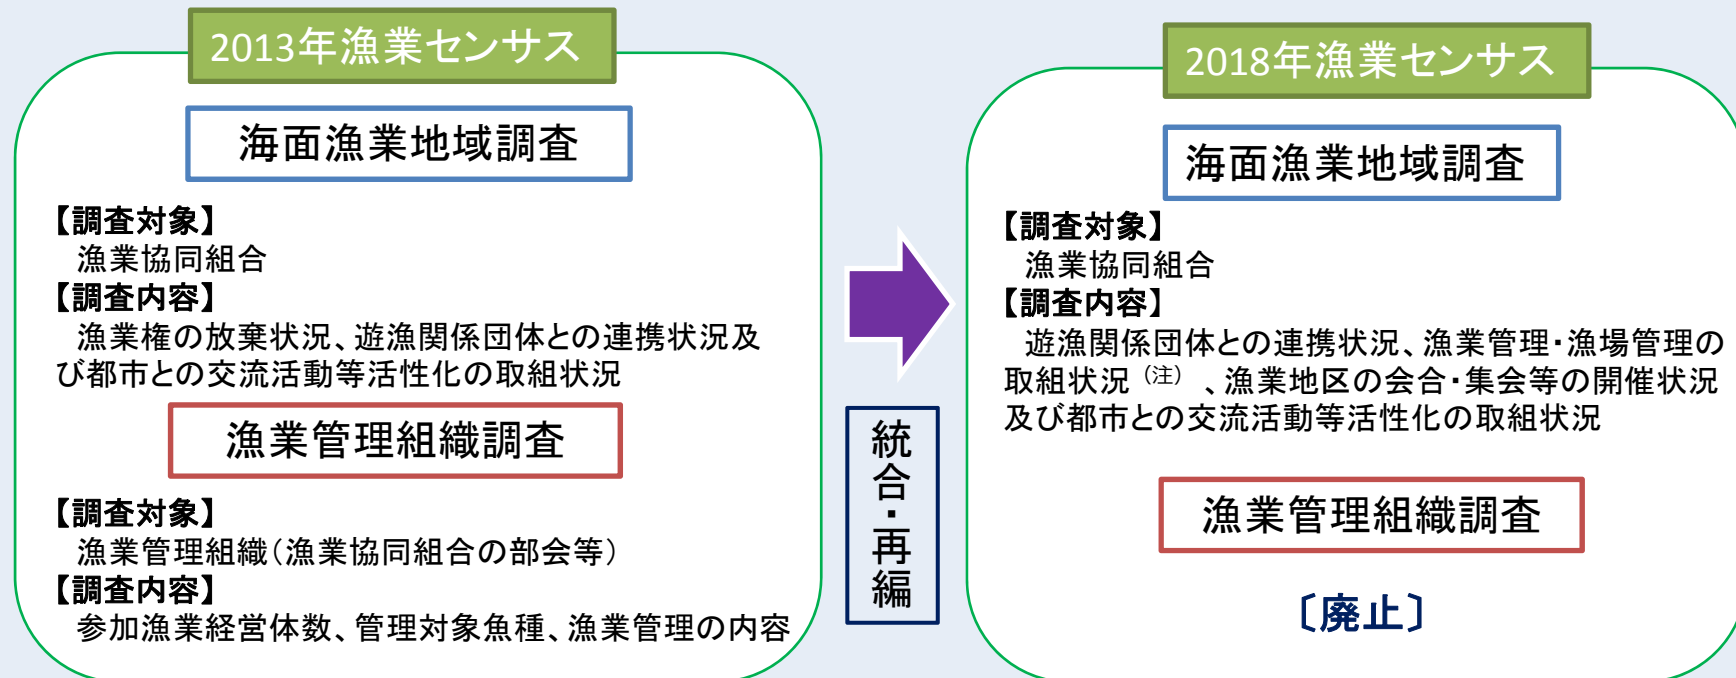 2013年漁業センサス
海面漁業地域調査
【調査対象】
漁業協同組合
【調査内容】
漁業権の放棄状況、遊漁関係団体との連携状況及
び都市との交流活動等活性化の取組状況
漁業管理組織調査
【調査対象】
漁業管理組織(漁業協同組合の部会等)
【調査内容】
参加漁業経営体数、管理対象魚種、漁業管理の内容
統合・再編
2018年漁業センサス
海面漁業地域調査
【調査対象】
漁業協同組合
【調査内容】
遊漁関係団体との連携状況、漁業管理・漁場管理の
取組状況(注)、漁業地区の会合・集会等の開催状況
及び都市との交流活動等活性化の取組状況
漁業管理組織調査
〔廃止〕